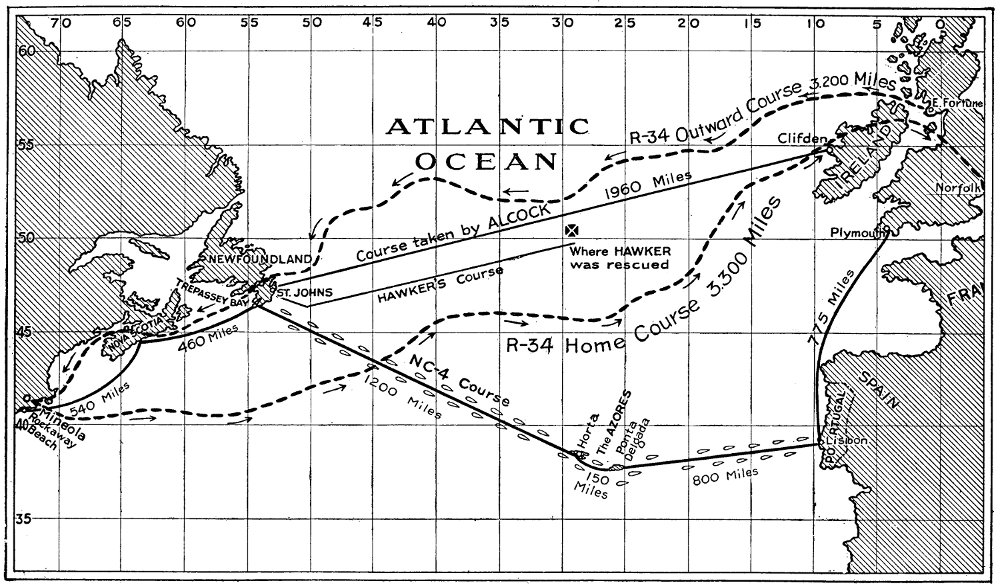 70 65 60 55 50 45 40 35 30 25 20 15 10 5 0
60
R-34 Outward Course 3.200 Miles
E. Fortune
ATLANTIC
OCEAN
55
Clifden
IRELAND
1960 Miles
Norfolk
Course taken by ALCOCK
Plymouth
50
Where HAWKER
was rescued
NEWFOUNDLAND
HAWKER'S Course
ST. JOHNS
TREPASSEY BAY
FRAN
R-34 Home Course 3.300 Miles
775 Miles
NOVA SCOTIA
45
460 Miles
NC-4 Course
1200 Miles
SPAIN
PORTUGAL
540 Miles
Mineola
Rockaway
Beach
40
Horta
The AZORES
Ponta
Delgada
Lisbon
150
Miles
800 Miles
35